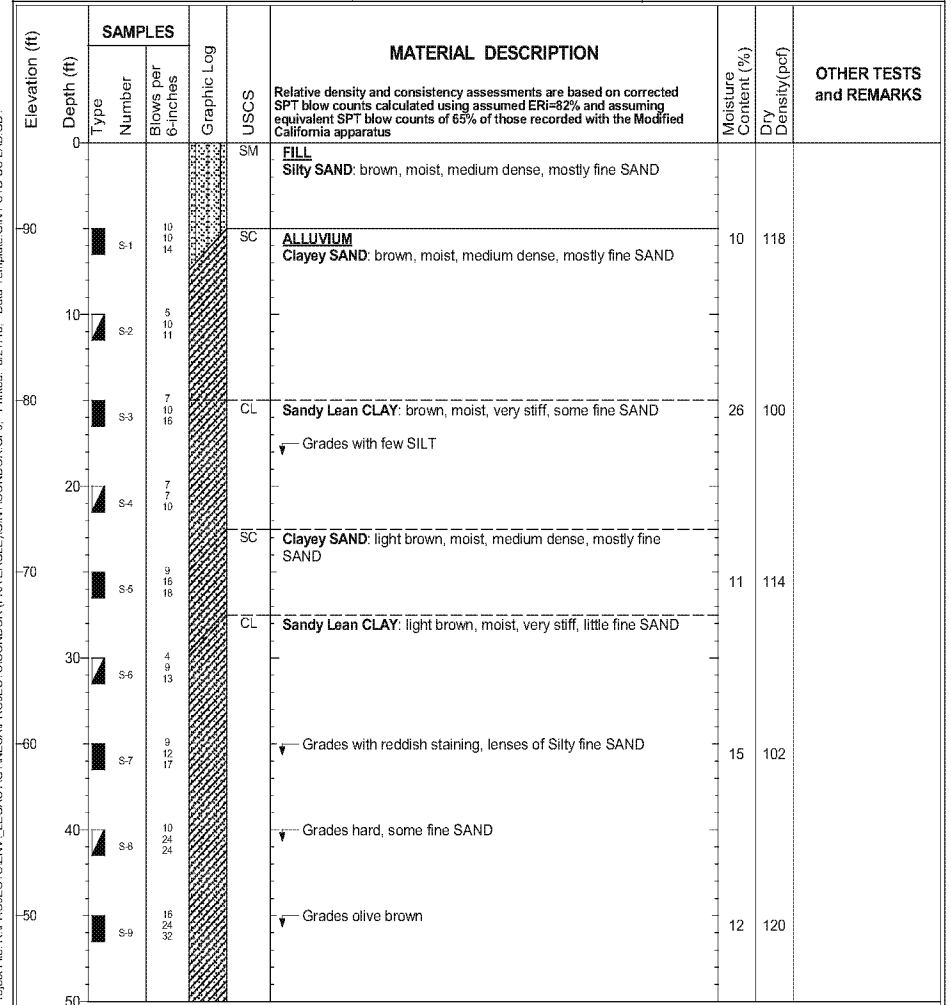 SAMPLES
Elevation (ft)
Depth (ft)
Type
Number
Blows per
6-inches
Graphic Log
USCS
MATERIAL DESCRIPTION
Relative density and consistency assessments are based on corrected
SPT blow counts calculated using assumed ERi=82% and assuming
equivalent SPT blow counts of 65% of those recorded with the Modified
California apparatus
Moisture
Content (%)
Dry
Density(pcf)
OTHER TESTS
and REMARKS
0
SM FILL
Silty SAND: brown, moist, medium dense, mostly fine SAND
90
S-1
10
10
14
SC ALLUVIUM
Clayey SAND: brown, moist, medium dense, mostly fine SAND
10 118
10
S-2
5
10
11
80
S-3
7
10
16
CL Sandy Lean CLAY: brown, moist, very stiff, some fine SAND
26 100
Grades with few SILT
20
S-4
7
7
10
SC Clayey SAND: light brown, moist, medium dense, mostly fine
SAND
70
S-5
9
16
18
11 114
CL Sandy Lean CLAY: light brown, moist, very stiff, little fine SAND
30
S-6
4
9
13
60
S-7
9
12
17
Grades with reddish staining, lenses of Silty fine SAND
15 102
40
S-8
10
24
24
Grades hard, some fine SAND
50
S-9
16
24
32
Grades olive brown
12 120
50